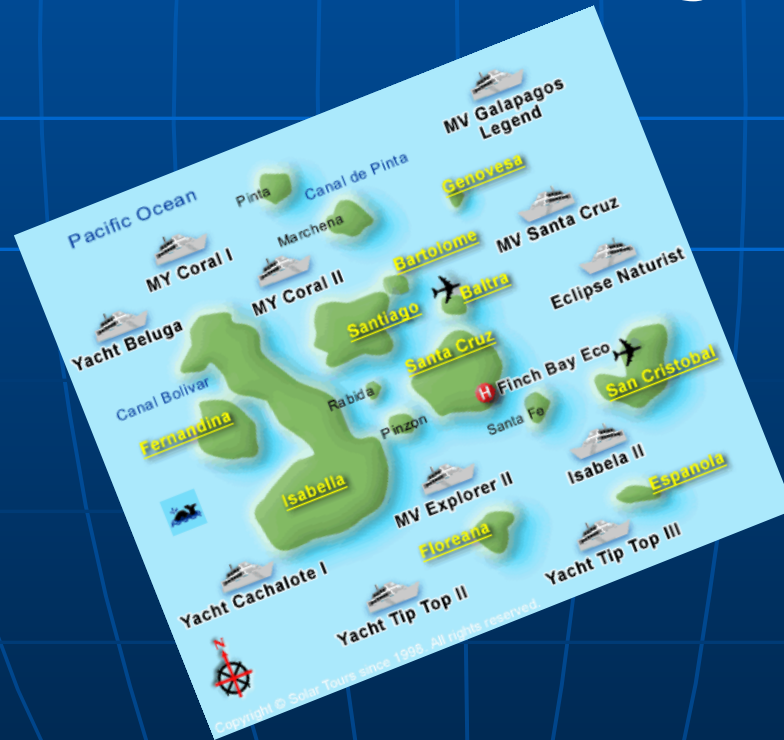 MV Galapagos
Legend
Genovesa
Canal de Pinta
Pinta
Pacific Ocean
Marchena
MV Santa Cruz
MY Coral I
MY Coral II
Bartolome
Baltra
Eclipse Naturist
Yacht Beluga
Santiago
Santa Cruz
H
Finch Bay Eco
San Cristobal
Canal Bolivar
Rabida
Fernandina
Pinzon
Santa Fe
Isabella
MV Explorer II
Isabela II
Espanola
Floreana
Yacht Cachalote I
Yacht Tip Top II
Yacht Tip Top III
N
Copyright © Solar Tours since 1998. All rights reserved.